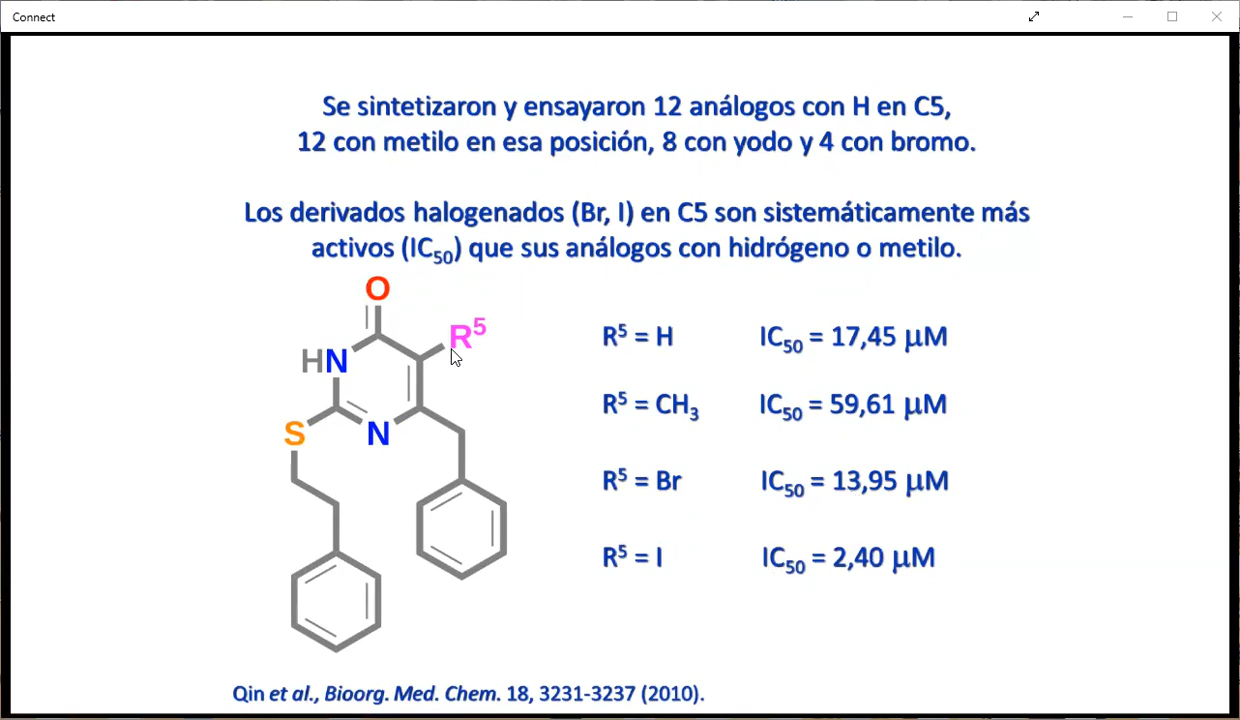 Connect
Se sintetizaron y ensayaron 12 análogos con H en C5,
12 con metilo en esa posición, 8 con yodo y 4 con bromo.
Los derivados halogenados (Br, I) en C5 son sistemáticamente más
activos (IC₅₀) que sus análogos con hidrógeno o metilo.
O
R⁵
HN
S
N
R⁵ = H IC₅₀ = 17,45 μM
R⁵ = CH₃ IC₅₀ = 59,61 μM
R⁵ = Br IC₅₀ = 13,95 μM
R⁵ = I IC₅₀ = 2,40 μM
Qin et al., Bioorg. Med. Chem. 18, 3231-3237 (2010).